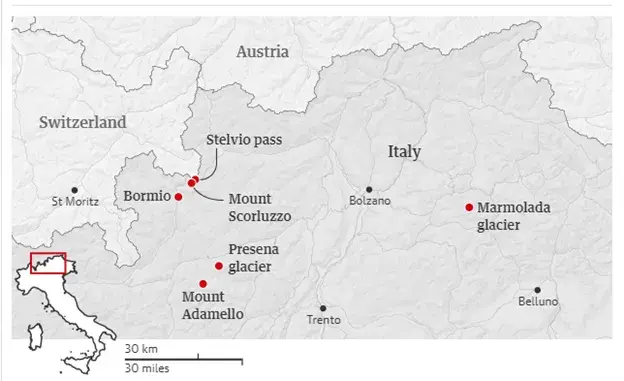 Austria
Switzerland
Stelvio pass
Italy
St Moritz
Bormio
Mount
Scorluzzo
Bolzano
Marmolada
glacier
Presena
glacier
Mount
Adamello
Belluno
Trento
30 km
30 miles